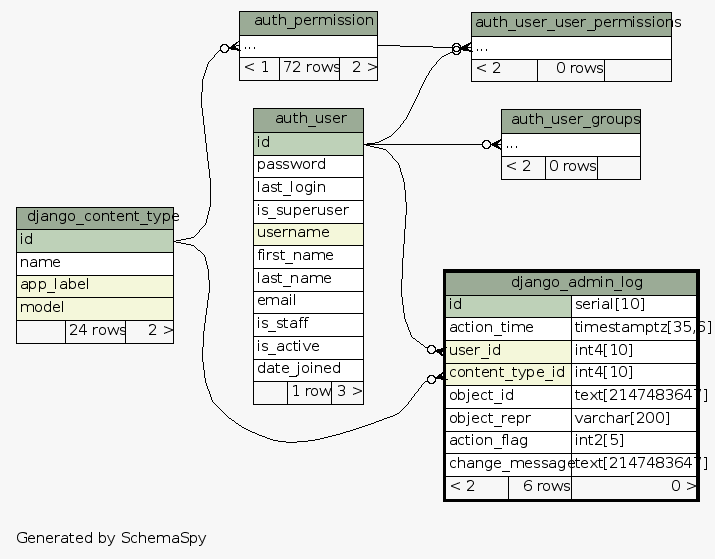 auth_permission
...
< 1 72 rows 2 >
auth_user_user_permissions
...
< 2 0 rows
auth_user
id
password
last_login
is_superuser
username
first_name
last_name
email
is_staff
is_active
date_joined
1 row 3 >
auth_user_groups
...
< 2 0 rows
django_content_type
id
name
app_label
model
24 rows 2 >
django_admin_log
id serial[10]
action_time timestamptz[35,6]
user_id int4[10]
content_type_id int4[10]
object_id text[2147483647]
object_repr varchar[200]
action_flag int2[5]
change_message text[2147483647]
< 2 6 rows 0 >
Generated by SchemaSpy